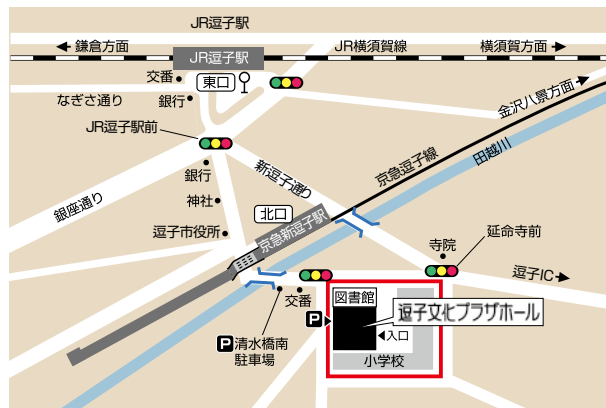 JR逗子駅
鎌倉方面
JR横須賀線
横須賀方面
JR逗子駅
交番
東口
なぎさ通り
銀行
金沢八景方面
JR逗子駅前
新逗子通り
京急逗子線
田越川
銀行
銀座通り
神社
北口
逗子市役所
京急新逗子駅
寺院
延命寺前
逗子IC
図書館
交番
P
逗子文化プラザホール
入口
P 清水橋南
駐車場
小学校